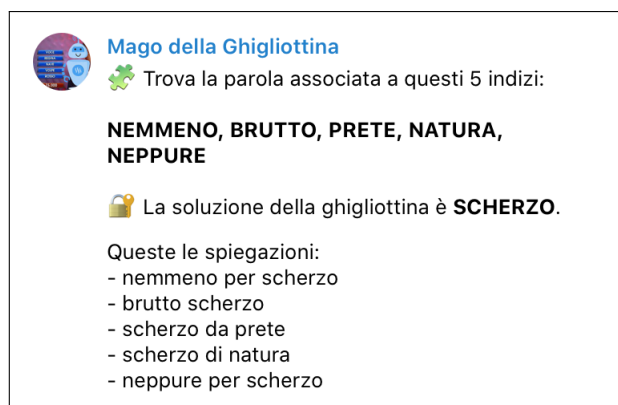 Mago della Ghigliottina
🧩 Trova la parola associata a questi 5 indizi:
NEMMENO, BRUTTO, PRETE, NATURA,
NEPPURE
🔐 La soluzione della ghigliottina è SCHERZO.
Queste le spiegazioni:
- nemmeno per scherzo
- brutto scherzo
- scherzo da prete
- scherzo di natura
- neppure per scherzo